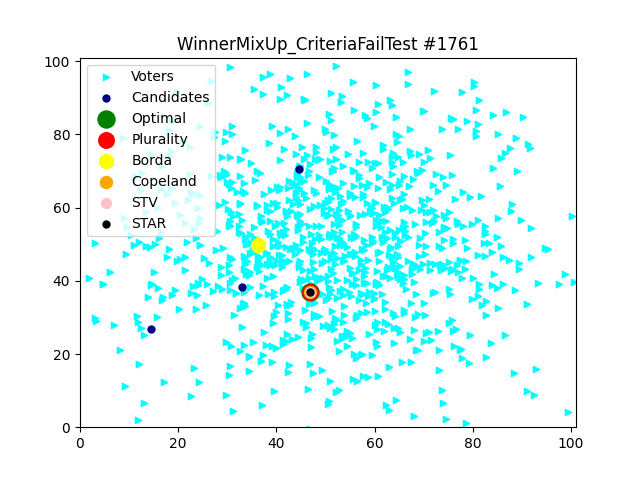 WinnerMixUp_CriteriaFailTest #1761
100
80
60
40
20
0
0
20
40
60
80
100
Voters
Candidates
Optimal
Plurality
Borda
Copeland
STV
STAR